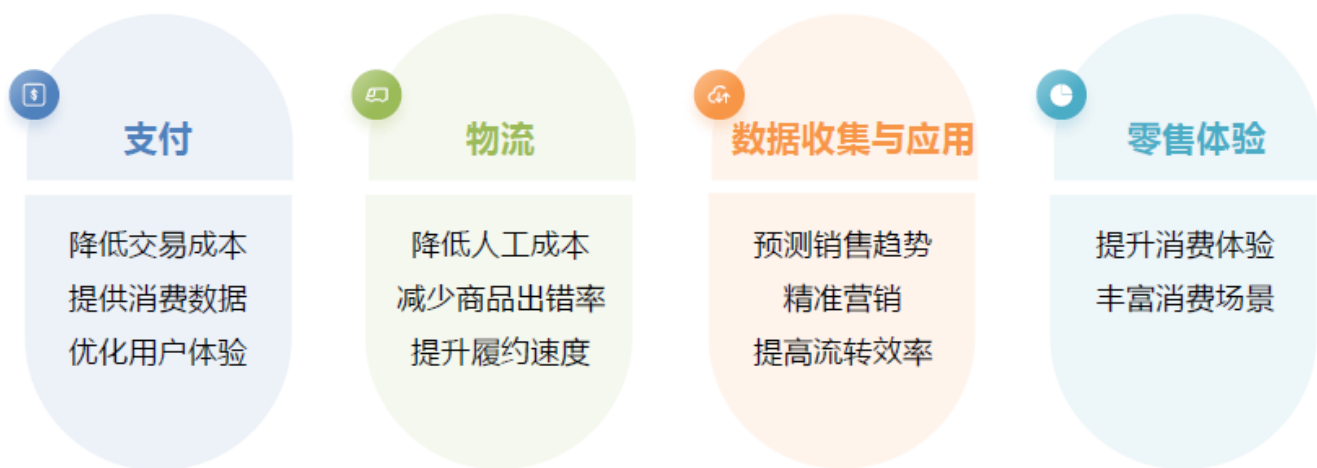 支付
降低交易成本
提供消费数据
优化用户体验
物流
降低人工成本
减少商品出错率
提升履约速度
数据收集与应用
预测销售趋势
精准营销
提高流转效率
零售体验
提升消费体验
丰富消费场景